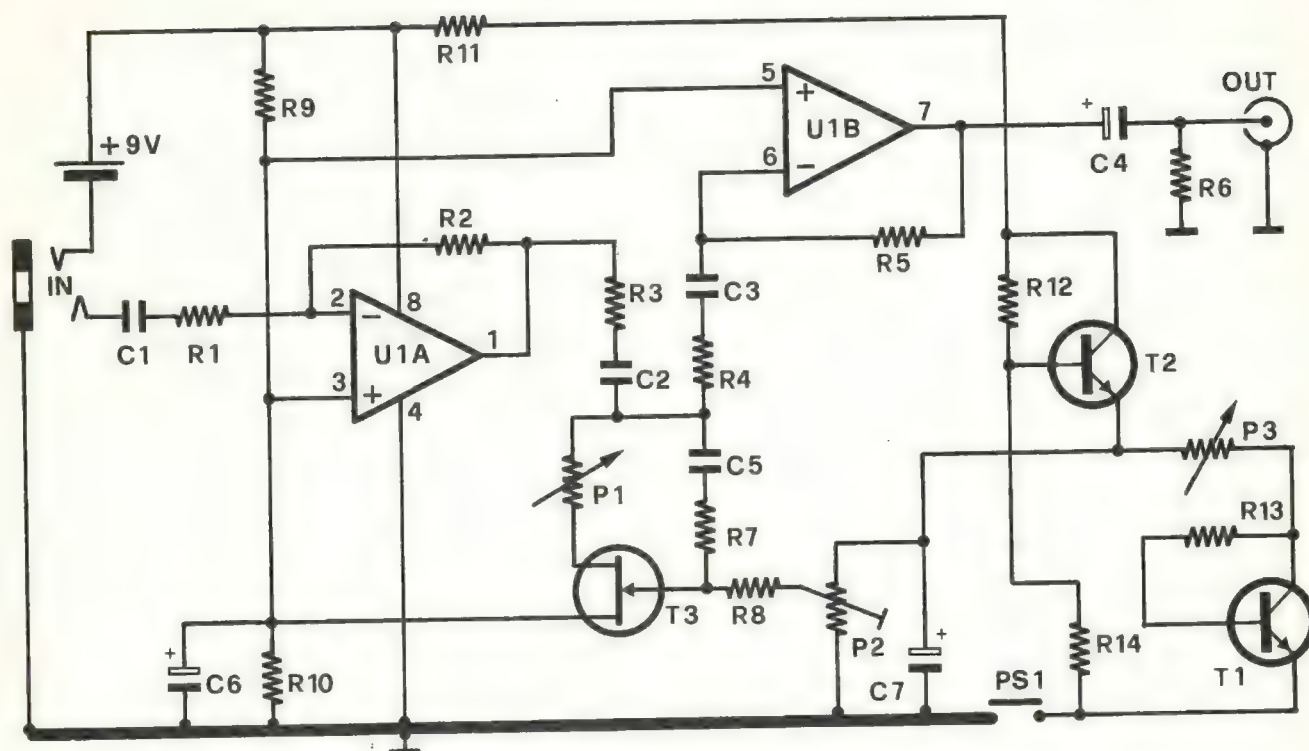 R11
OUT
R9
5
+
U1B
7
6
−
+
C4
R6
+9V
R2
R5
IN
C3
R12
R3
2
−
8
C1
R1
U1A
1
C2
R4
T2
3
+
4
P3
P1
C5
R13
R7
T3
R8
P2
+
C7
R14
PS1
T1
+
C6
R10